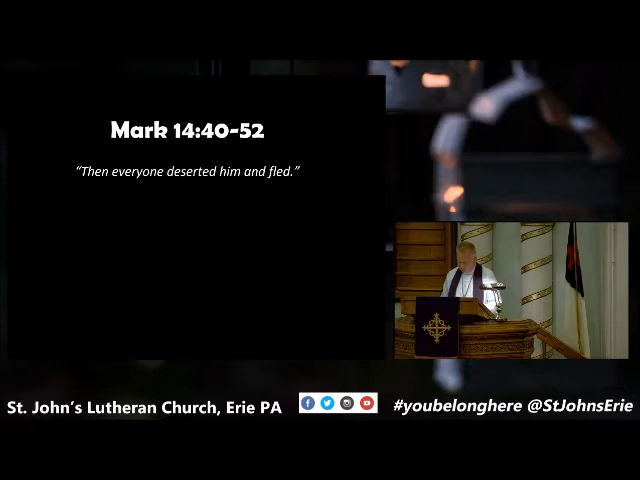 Mark 14:40-52
“Then everyone deserted him and fled.”
St. John’s Lutheran Church, Erie PA
#youbelonghere @StJohnsErie